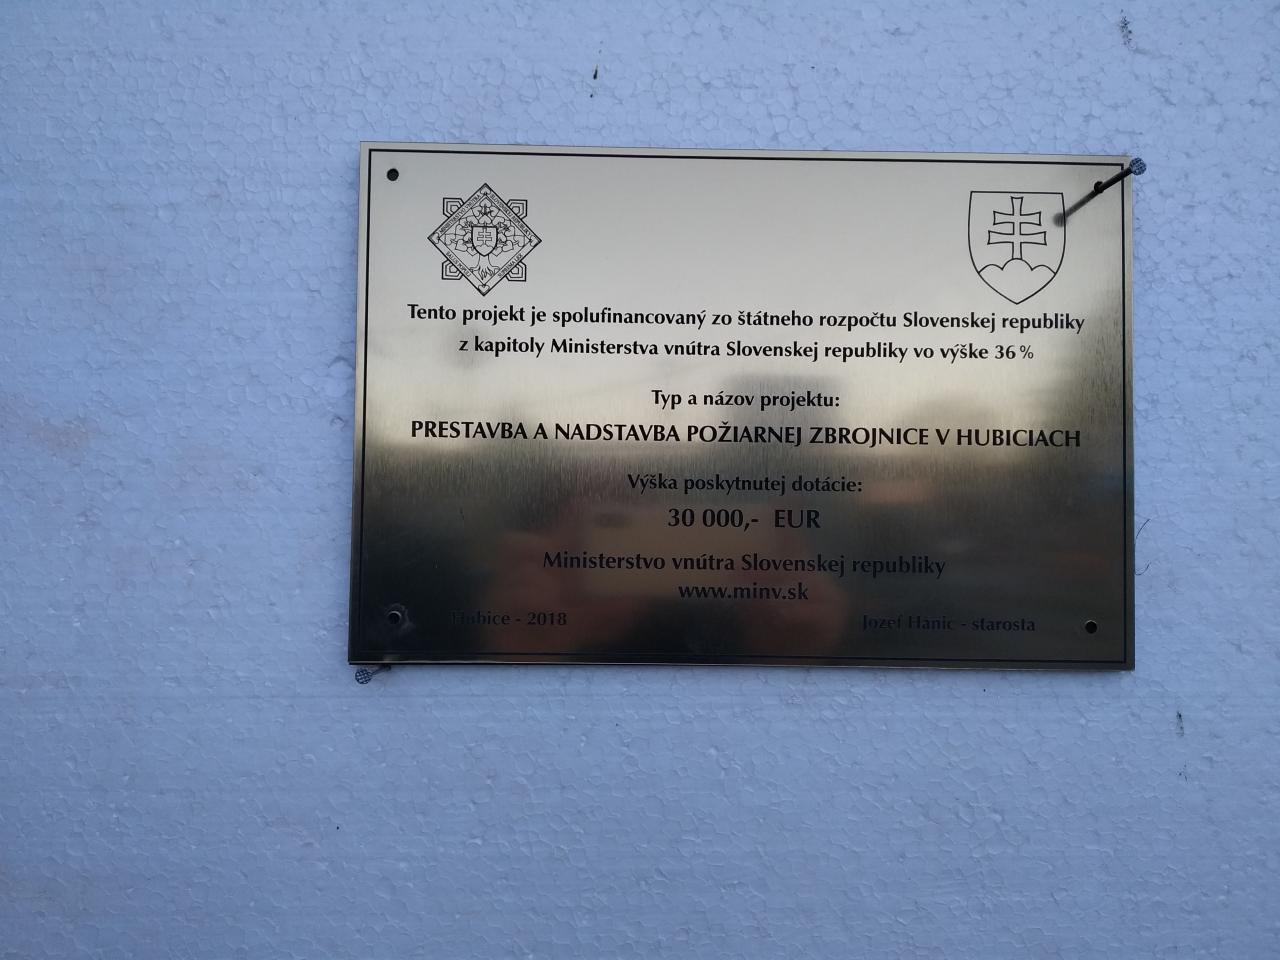 Tento projekt je spolufinancovaný zo štátneho rozpočtu Slovenskej republiky
z kapitoly Ministerstva vnútra Slovenskej republiky vo výške 36 %
Typ a názov projektu:
PRESTAVBA A NADSTAVBA POŽIARNEJ ZBROJNICE V HUBICIACH
Výška poskytnutej dotácie:
30 000,- EUR
Ministerstvo vnútra Slovenskej republiky
www.minv.sk
Hubice - 2018
Jozef Hánic - starosta